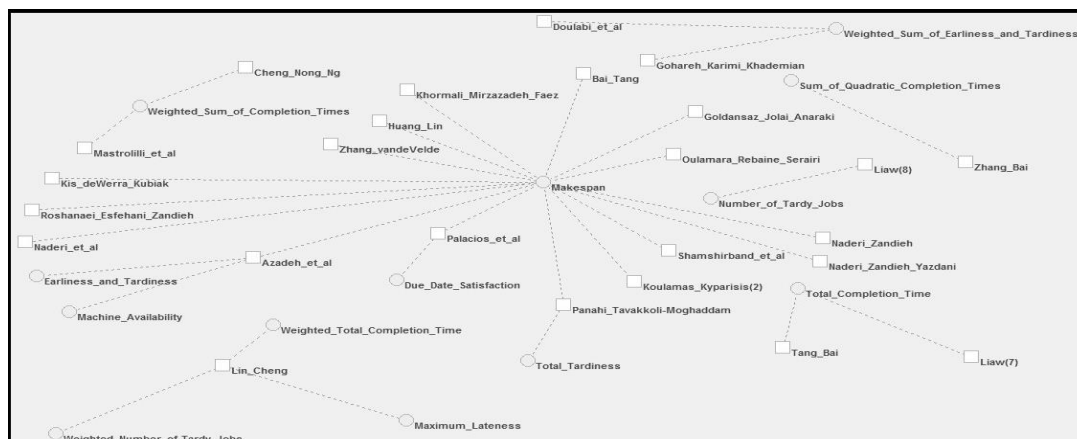 Doulabi_et_al
Weighted_Sum_of_Earliness_and_Tardiness
Gohareh_Karimi_Khademian
Cheng_Nong_Ng
Bai_Tang
Sum_of_Quadratic_Completion_Times
Khormali_Mirzazadeh_Faez
Weighted_Sum_of_Completion_Times
Goldansaz_Jolai_Anaraki
Huang_Lin
Mastrolilli_et_al
Zhang_vandeVelde
Oulamara_Rebaine_Serairi
Liaw(8)
Zhang_Bai
Kis_deWerra_Kubiak
Makespan
Number_of_Tardy_Jobs
Roshanaei_Esfehani_Zandieh
Naderi_et_al
Palacios_et_al
Naderi_Zandieh
Azadeh_et_al
Shamshirband_et_al
Naderi_Zandieh_Yazdani
Earliness_and_Tardiness
Due_Date_Satisfaction
Koulamas_Kyparisis(2)
Total_Completion_Time
Machine_Availability
Panahi_Tavakkoli-Moghaddam
Weighted_Total_Completion_Time
Tang_Bai
Liaw(7)
Total_Tardiness
Lin_Cheng
Maximum_Lateness
Weighted_Number_of_Tardy_Jobs